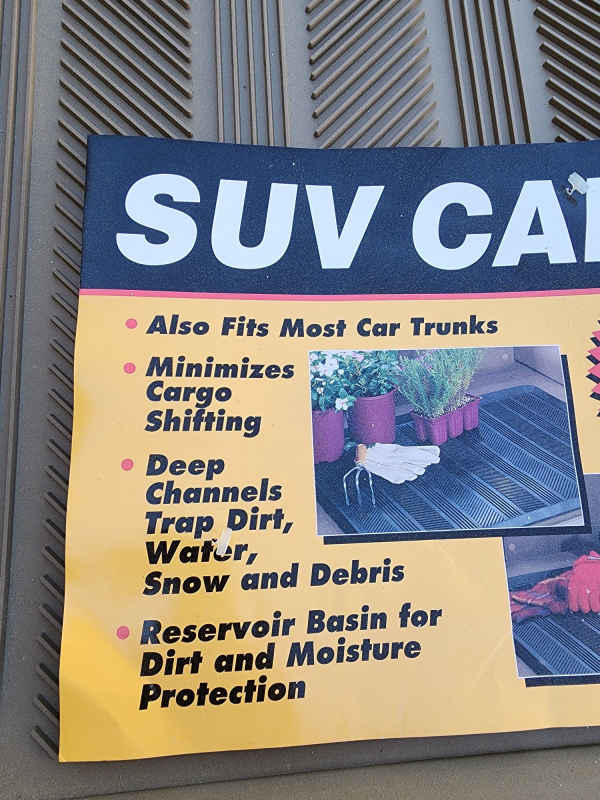 SUV CA
• Also Fits Most Car Trunks
• Minimizes
Cargo
Shifting
• Deep
Channels
Trap Dirt,
Water,
Snow and Debris
• Reservoir Basin for
Dirt and Moisture
Protection